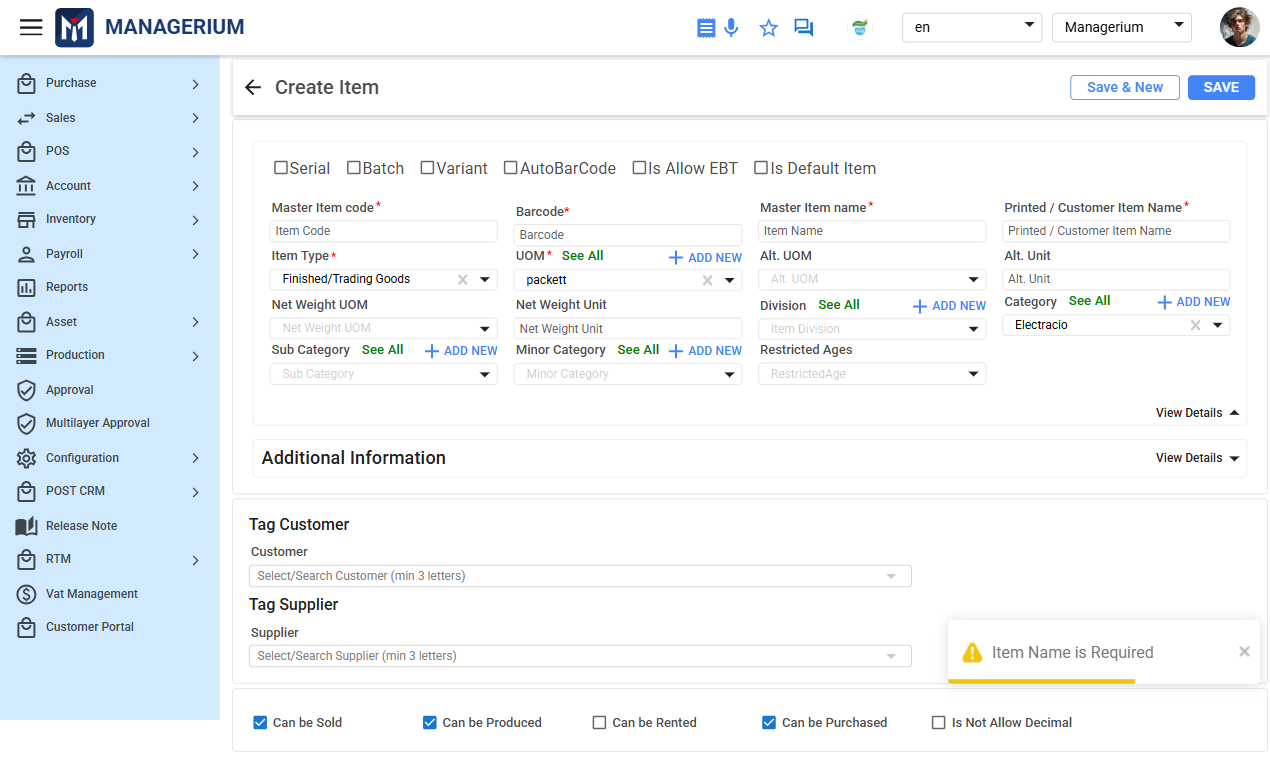 MANAGERIUM
en
Managerium
Purchase
Sales
POS
Account
Inventory
Payroll
Reports
Asset
Production
Approval
Multilayer Approval
Configuration
POST CRM
Release Note
RTM
Vat Management
Customer Portal
Create Item
Save & New
SAVE
Serial Batch Variant AutoBarCode Is Allow EBT Is Default Item
Master Item code* Barcode* Master Item name* Printed / Customer Item Name*
Item Code Barcode Item Name Printed / Customer Item Name
Item Type* UOM* See All ADD NEW Alt. UOM Alt. Unit
Finished/Trading Goods packett Alt. UOM Alt. Unit
Net Weight UOM Net Weight Unit Division See All ADD NEW Category See All ADD NEW
Net Weight UOM Net Weight Unit Item Division Electracio
Sub Category See All ADD NEW Minor Category See All ADD NEW Restricted Ages
Sub Category Minor Category RestrictedAge
View Details
Additional Information View Details
Tag Customer
Customer
Select/Search Customer (min 3 letters)
Tag Supplier
Supplier
Select/Search Supplier (min 3 letters)
Item Name is Required
Can be Sold Can be Produced Can be Rented Can be Purchased Is Not Allow Decimal